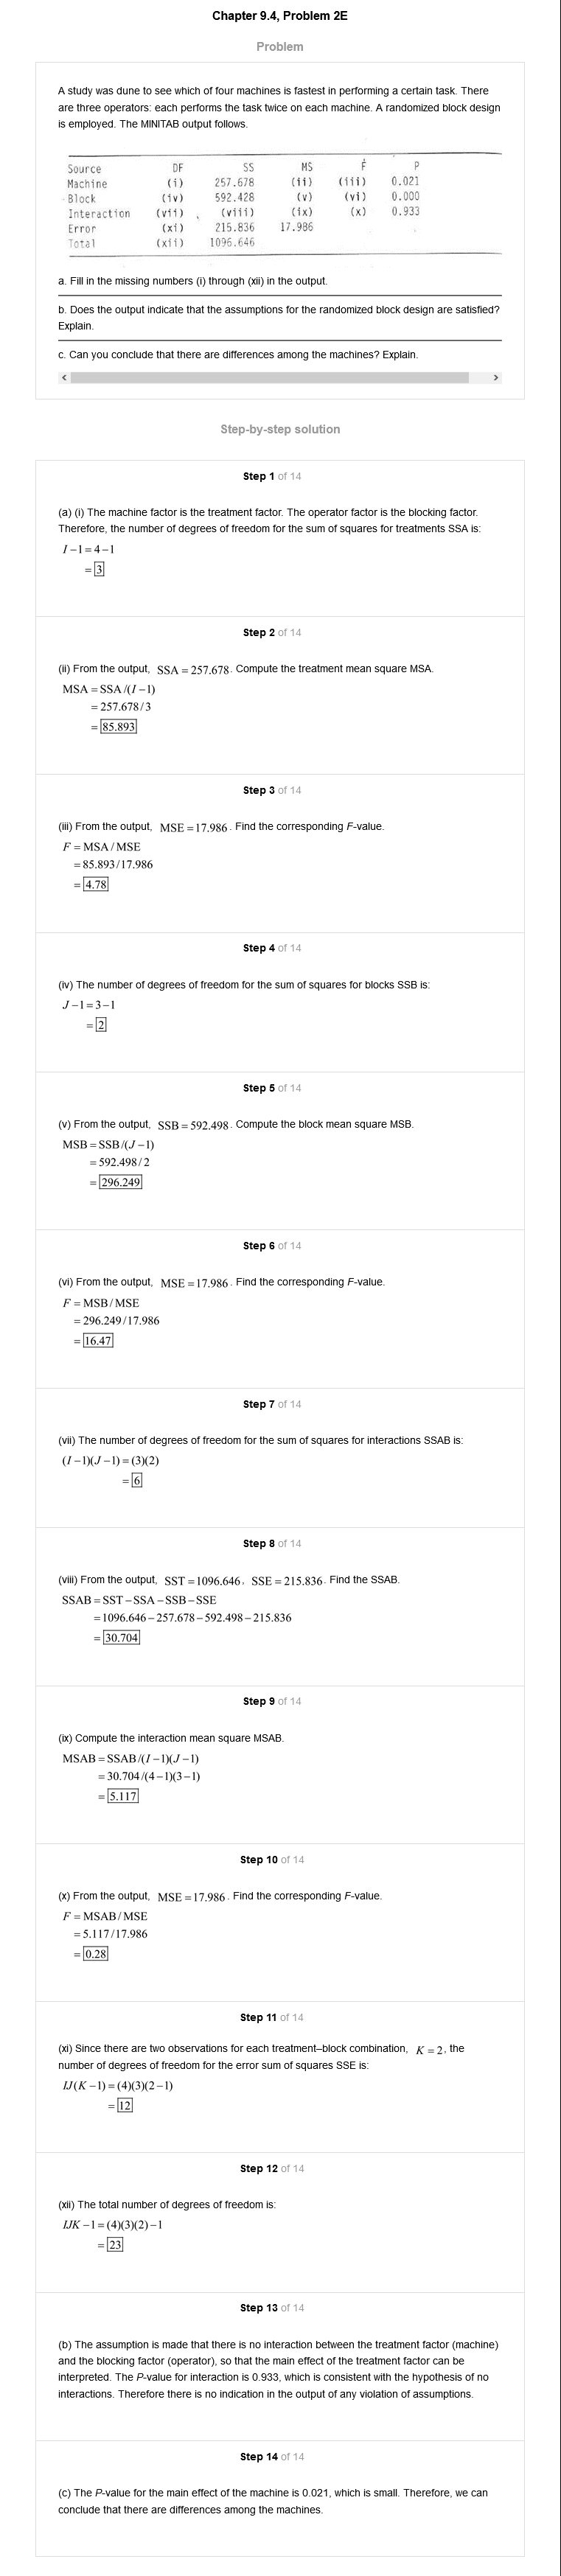 Chapter 9.4, Problem 2E
Problem
A study was dune to see which of four machines is fastest in performing a certain task. There
are three operators: each performs the task twice on each machine. A randomized block design
is employed. The MINITAB output follows.
Source DF SS MS F P
Machine (i) 257.678 (ii) (iii) 0.021
Block (iv) 592.428 (v) (vi) 0.000
Interaction (vii) (viii) (ix) (x) 0.933
Error (xi) 215.836 17.986
Total (xii) 1096.646
a. Fill in the missing numbers (i) through (xii) in the output.
b. Does the output indicate that the assumptions for the randomized block design are satisfied?
Explain.
c. Can you conclude that there are differences among the machines? Explain.
Step-by-step solution
Step 1 of 14
(a) (i) The machine factor is the treatment factor. The operator factor is the blocking factor.
Therefore, the number of degrees of freedom for the sum of squares for treatments SSA is:
I − 1 = 4 − 1
= 3
Step 2 of 14
(ii) From the output, SSA = 257.678. Compute the treatment mean square MSA.
MSA = SSA /(I − 1)
= 257.678 / 3
= 85.893
Step 3 of 14
(iii) From the output, MSE = 17.986. Find the corresponding F-value.
F = MSA / MSE
= 85.893/17.986
= 4.78
Step 4 of 14
(iv) The number of degrees of freedom for the sum of squares for blocks SSB is:
J − 1 = 3 − 1
= 2
Step 5 of 14
(v) From the output, SSB = 592.498. Compute the block mean square MSB.
MSB = SSB /(J − 1)
= 592.498 / 2
= 296.249
Step 6 of 14
(vi) From the output, MSE = 17.986. Find the corresponding F-value.
F = MSB / MSE
= 296.249/17.986
= 16.47
Step 7 of 14
(vii) The number of degrees of freedom for the sum of squares for interactions SSAB is:
(I − 1)(J − 1) = (3)(2)
= 6
Step 8 of 14
(viii) From the output, SST = 1096.646, SSE = 215.836. Find the SSAB.
SSAB = SST − SSA − SSB − SSE
= 1096.646 − 257.678 − 592.498 − 215.836
= 30.704
Step 9 of 14
(ix) Compute the interaction mean square MSAB.
MSAB = SSAB /(I − 1)(J − 1)
= 30.704 /(4 − 1)(3 − 1)
= 5.117
Step 10 of 14
(x) From the output, MSE = 17.986. Find the corresponding F-value.
F = MSAB / MSE
= 5.117/17.986
= 0.28
Step 11 of 14
(xi) Since there are two observations for each treatment–block combination, K = 2, the
number of degrees of freedom for the error sum of squares SSE is:
IJ(K − 1) = (4)(3)(2 − 1)
= 12
Step 12 of 14
(xii) The total number of degrees of freedom is:
IJK − 1 = (4)(3)(2) − 1
= 23
Step 13 of 14
(b) The assumption is made that there is no interaction between the treatment factor (machine)
and the blocking factor (operator), so that the main effect of the treatment factor can be
interpreted. The P-value for interaction is 0.933, which is consistent with the hypothesis of no
interactions. Therefore there is no indication in the output of any violation of assumptions.
Step 14 of 14
(c) The P-value for the main effect of the machine is 0.021, which is small. Therefore, we can
conclude that there are differences among the machines.